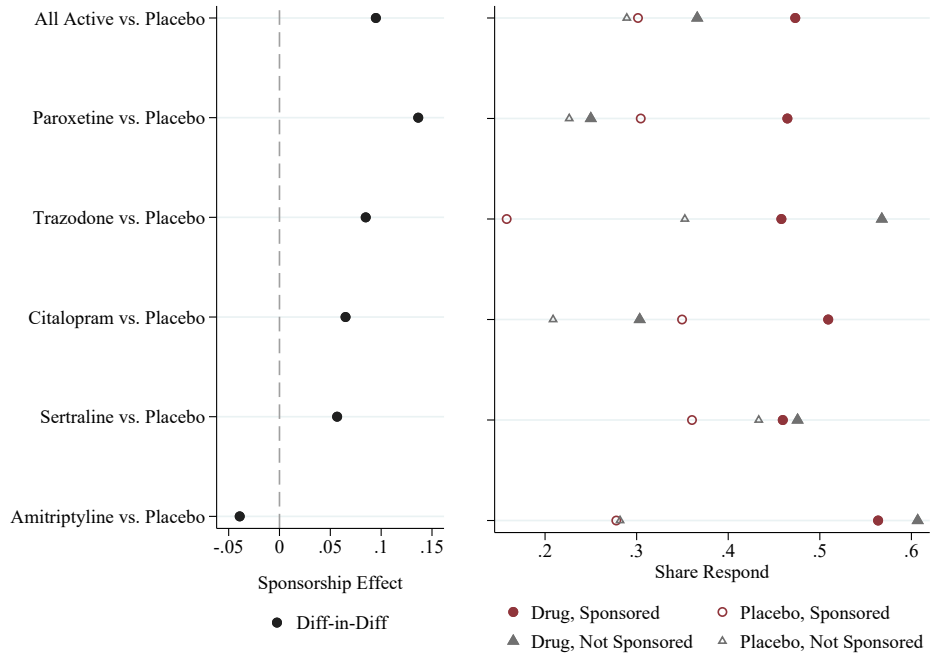 All Active vs. Placebo
Paroxetine vs. Placebo
Trazodone vs. Placebo
Citalopram vs. Placebo
Sertraline vs. Placebo
Amitriptyline vs. Placebo
-.05 0 .05 .1 .15
Sponsorship Effect
Diff-in-Diff
.2 .3 .4 .5 .6
Share Respond
Drug, Sponsored Placebo, Sponsored
Drug, Not Sponsored Placebo, Not Sponsored